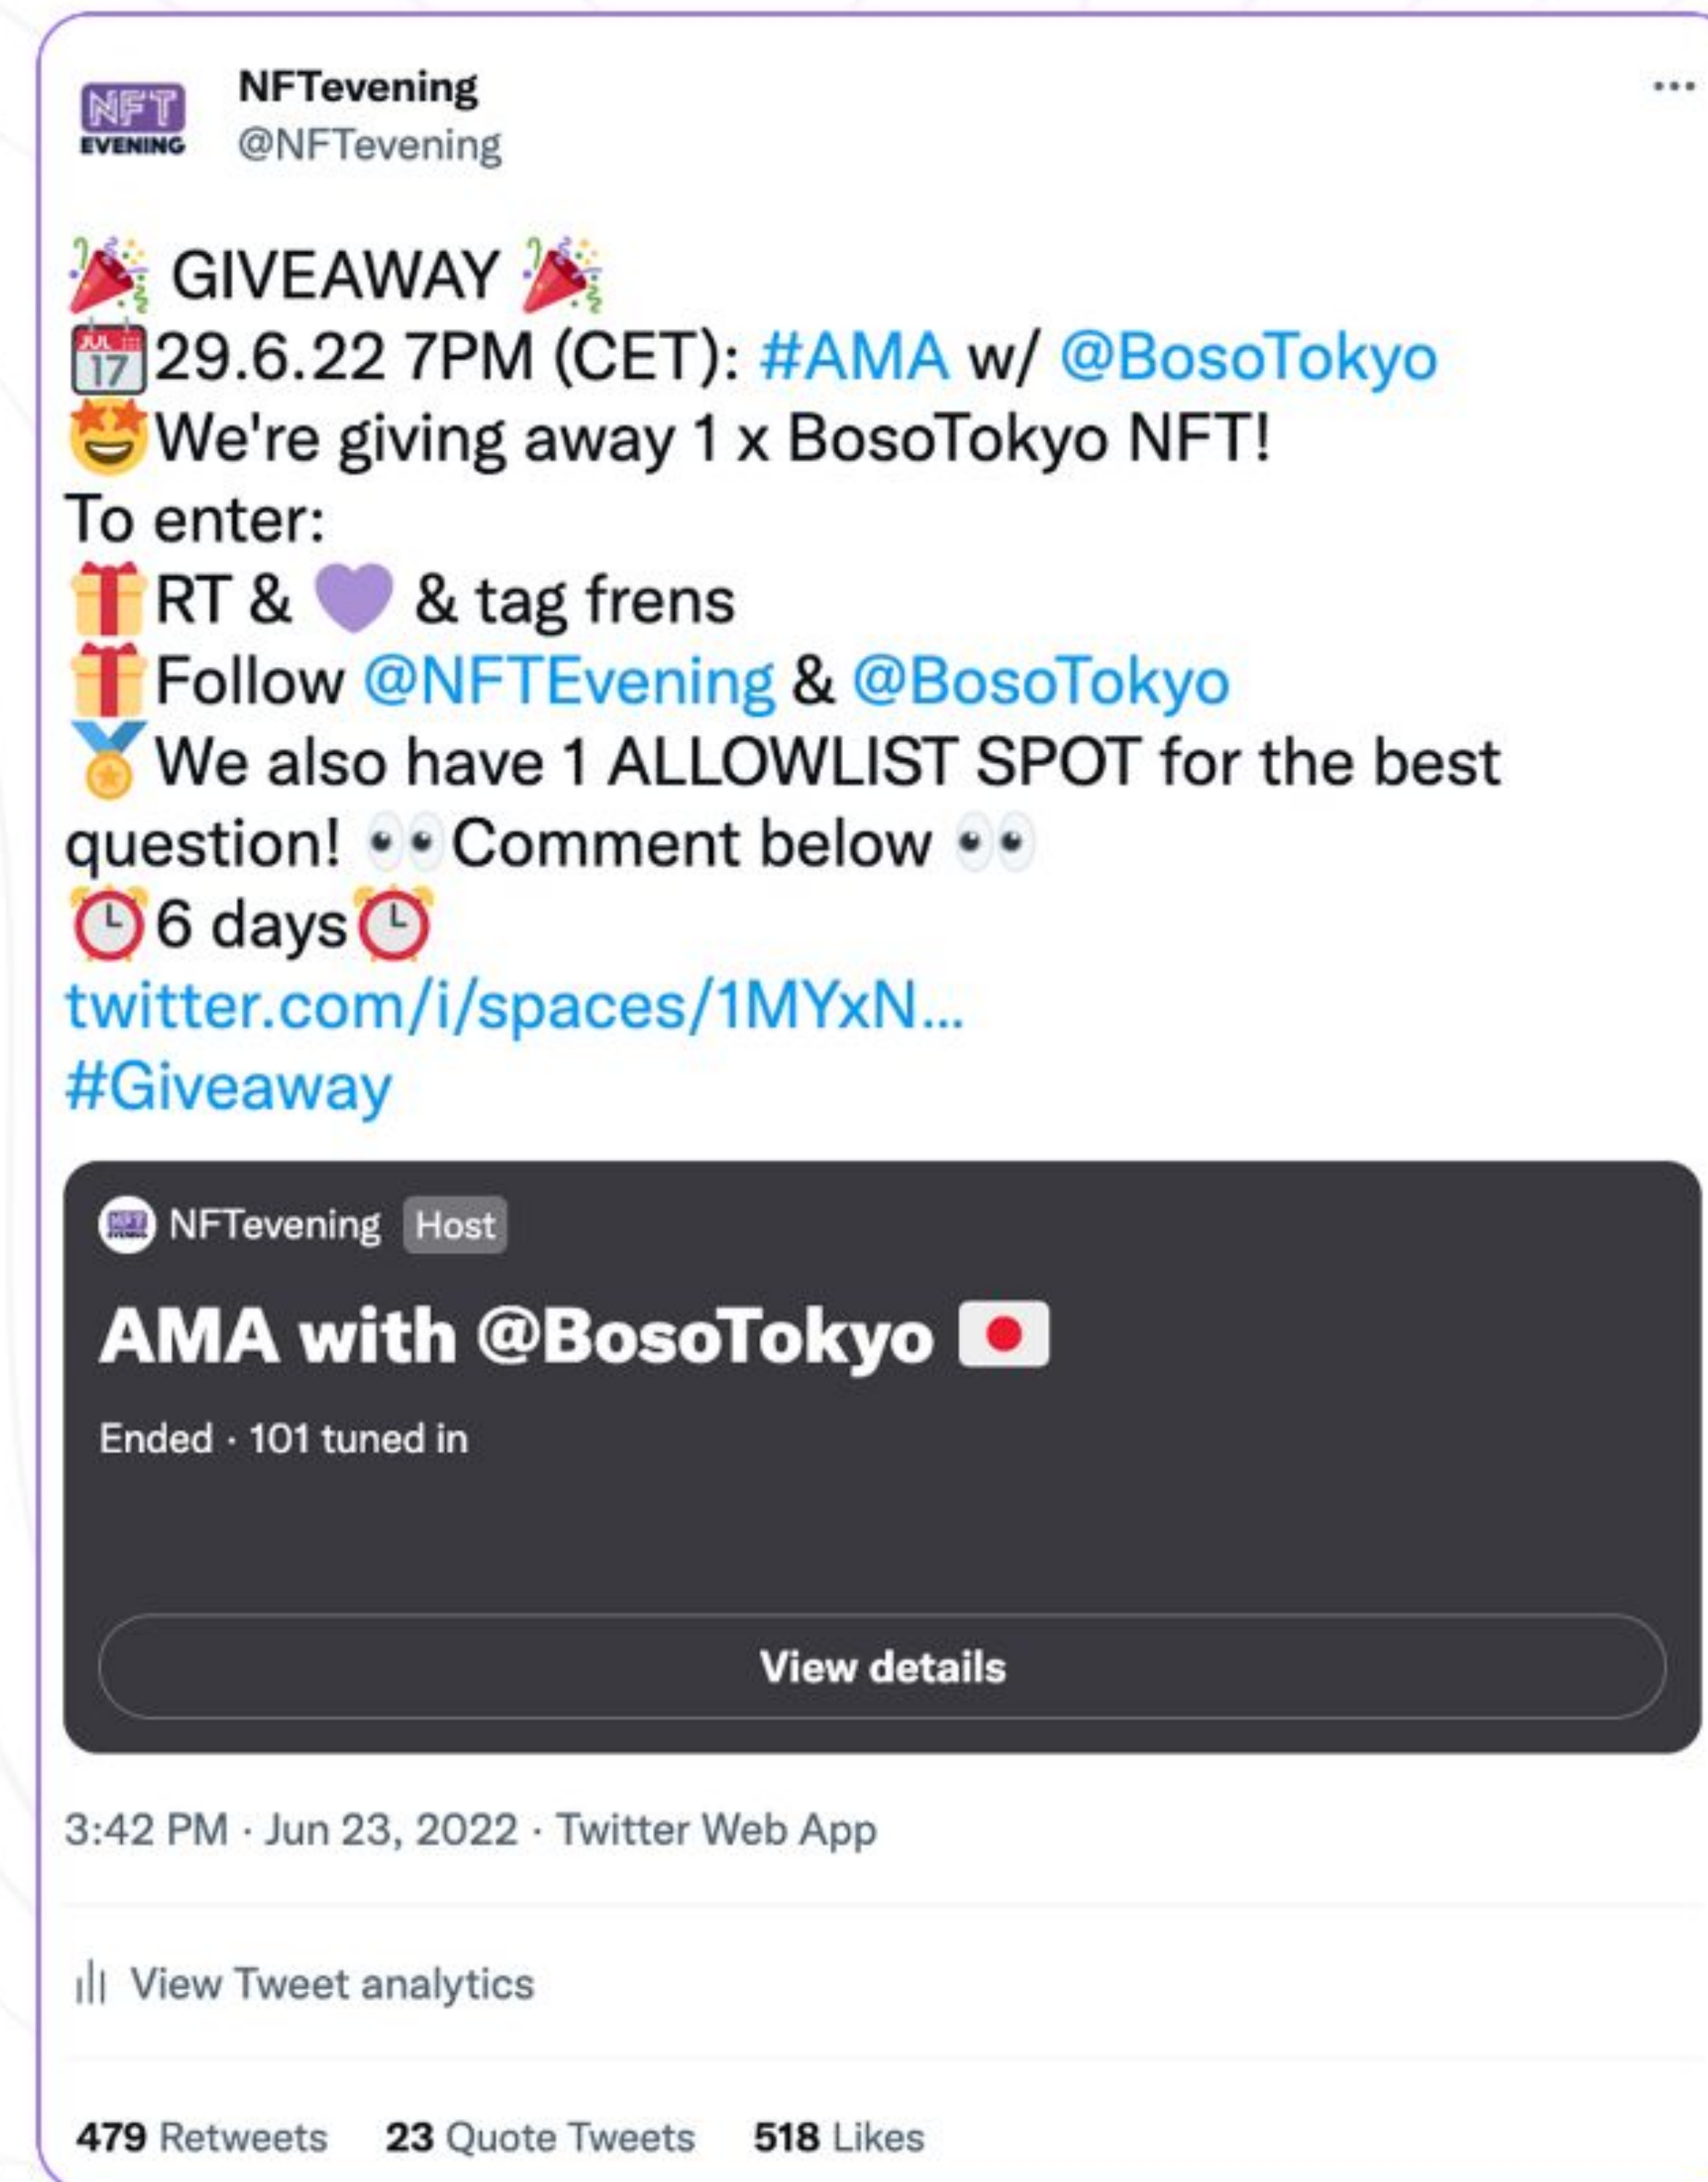 NFT
EVENING
NFTevening
@NFTevening
🎉 GIVEAWAY 🎉
📅29.6.22 7PM (CET): #AMA w/ @BosoTokyo
🤩We're giving away 1 x BosoTokyo NFT!
To enter:
🎁RT & 💜 & tag frens
🎁Follow @NFTEvening & @BosoTokyo
🏅We also have 1 ALLOWLIST SPOT for the best
question! 👀Comment below 👀
⏰6 days⏰
twitter.com/i/spaces/1MYxN...
#Giveaway
NFTevening Host
AMA with @BosoTokyo 🇯🇵
Ended · 101 tuned in
View details
3:42 PM · Jun 23, 2022 · Twitter Web App
View Tweet analytics
479 Retweets 23 Quote Tweets 518 Likes